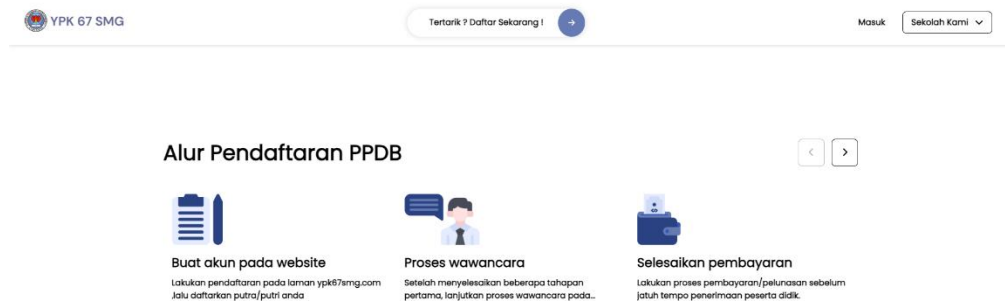 YPK 67 SMG
Tertarik ? Daftar Sekarang !
Masuk
Sekolah Kami
Alur Pendaftaran PPDB
Buat akun pada website
Lakukan pendaftaran pada laman ypk67smg.com
,lalu daftarkan putra/putri anda
Proses wawancara
Setelah menyelesaikan beberapa tahapan
pertama, lanjutkan proses wawancara pada...
Selesaikan pembayaran
Lakukan proses pembayaran/pelunasan sebelum
jatuh tempo penerimaan peserta didik.